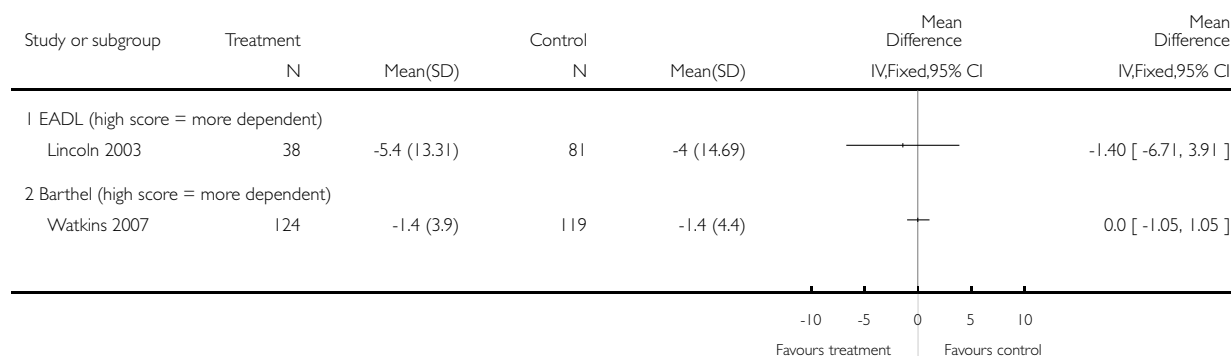 Study or subgroup Treatment Control Mean Difference Mean Difference
N Mean(SD) N Mean(SD) IV,Fixed,95% CI IV,Fixed,95% CI
1 EADL (high score = more dependent)
Lincoln 2003 38 -5.4 (13.31) 81 -4 (14.69) -1.40 [ -6.71, 3.91 ]
2 Barthel (high score = more dependent)
Watkins 2007 124 -1.4 (3.9) 119 -1.4 (4.4) 0.0 [ -1.05, 1.05 ]
-10 -5 0 5 10
Favours treatment Favours control